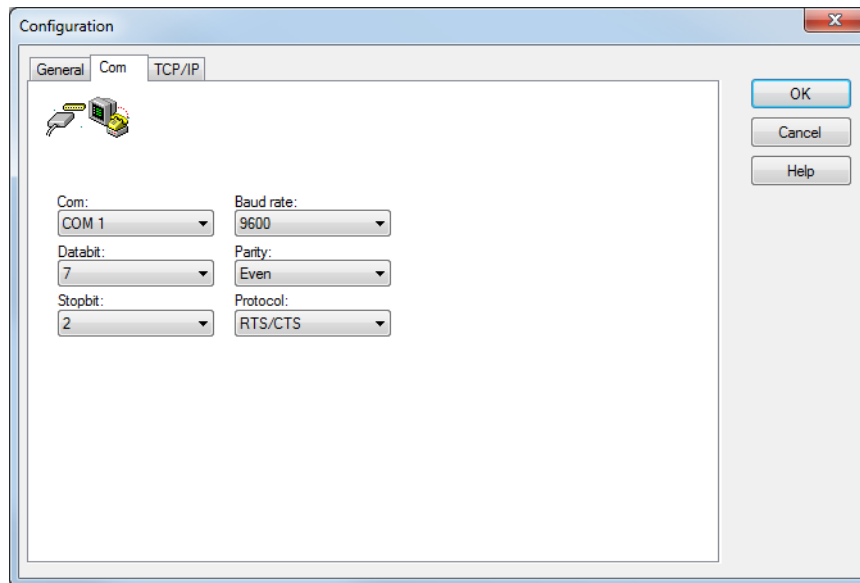 Configuration
General Com TCP/IP
OK
Cancel
Help
Com: Baud rate:
COM 1 9600
Databit: Parity:
7 Even
Stopbit: Protocol:
2 RTS/CTS